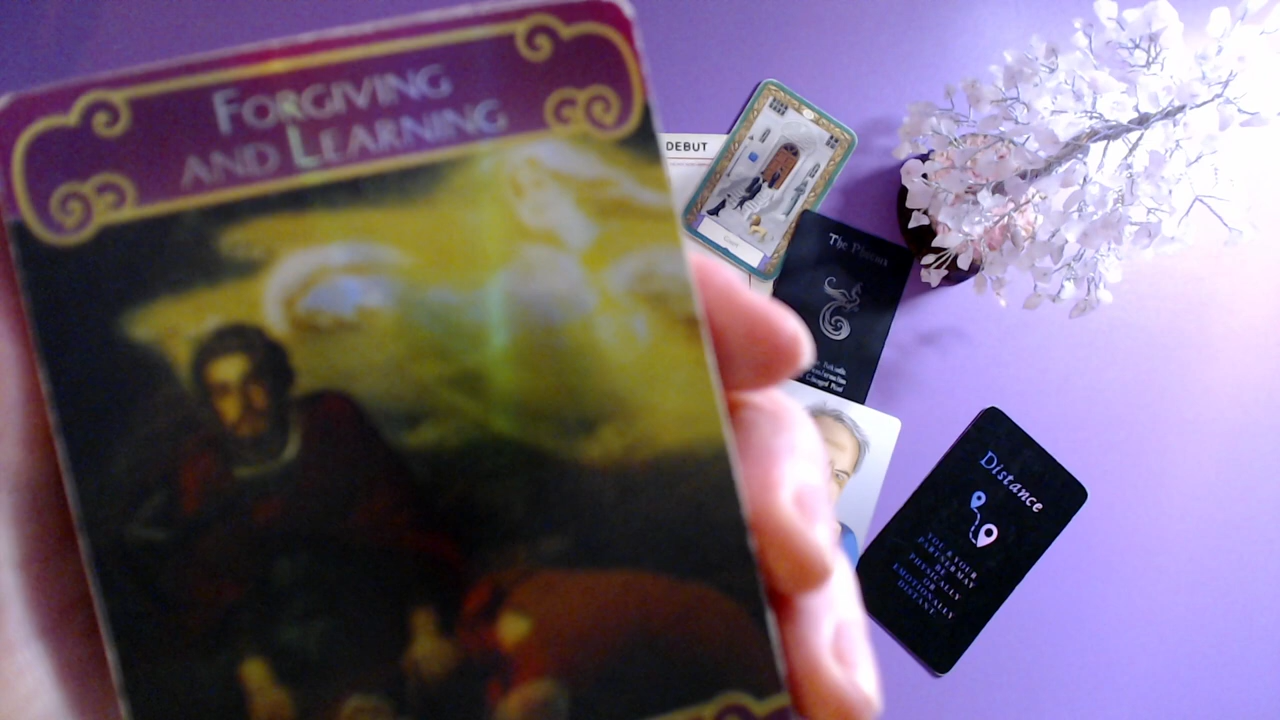 FORGIVING
AND LEARNING
DEBUT
The Phoenix
Distance
YOU & YOUR
PARTNER MAY
BE
PHYSICALLY
OR
EMOTIONALLY
DISTANT